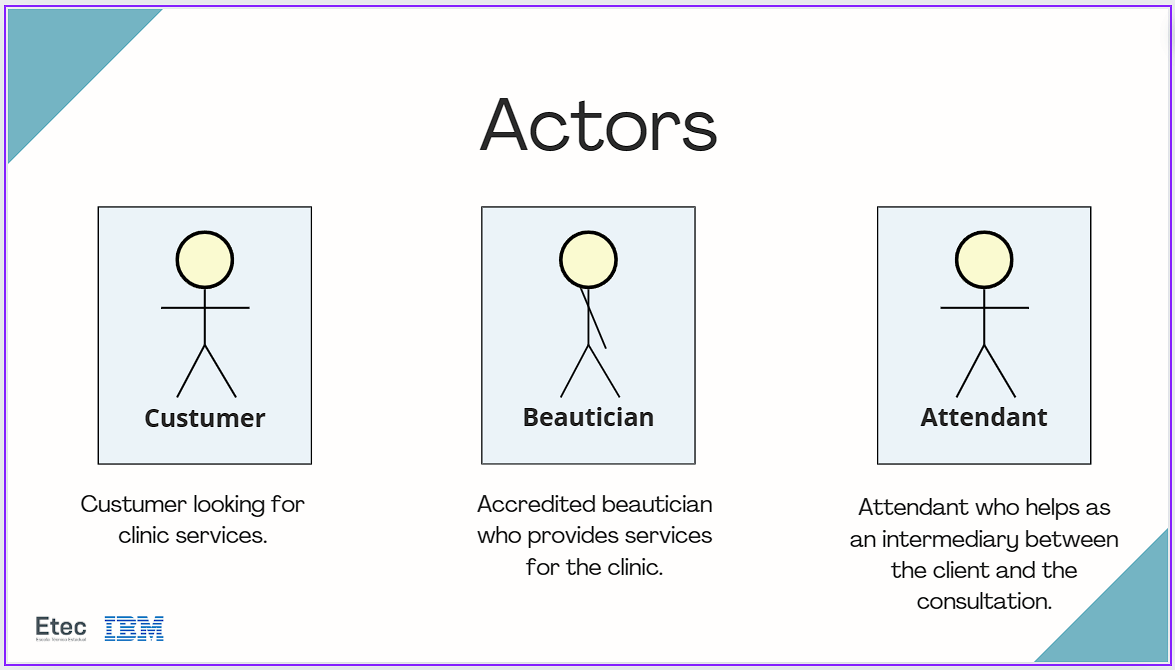 Actors
Custumer
Beautician
Attendant
Custumer looking for
clinic services.
Accredited beautician
who provides services
for the clinic.
Attendant who helps as
an intermediary between
the client and the
consultation.
Etec
IBM